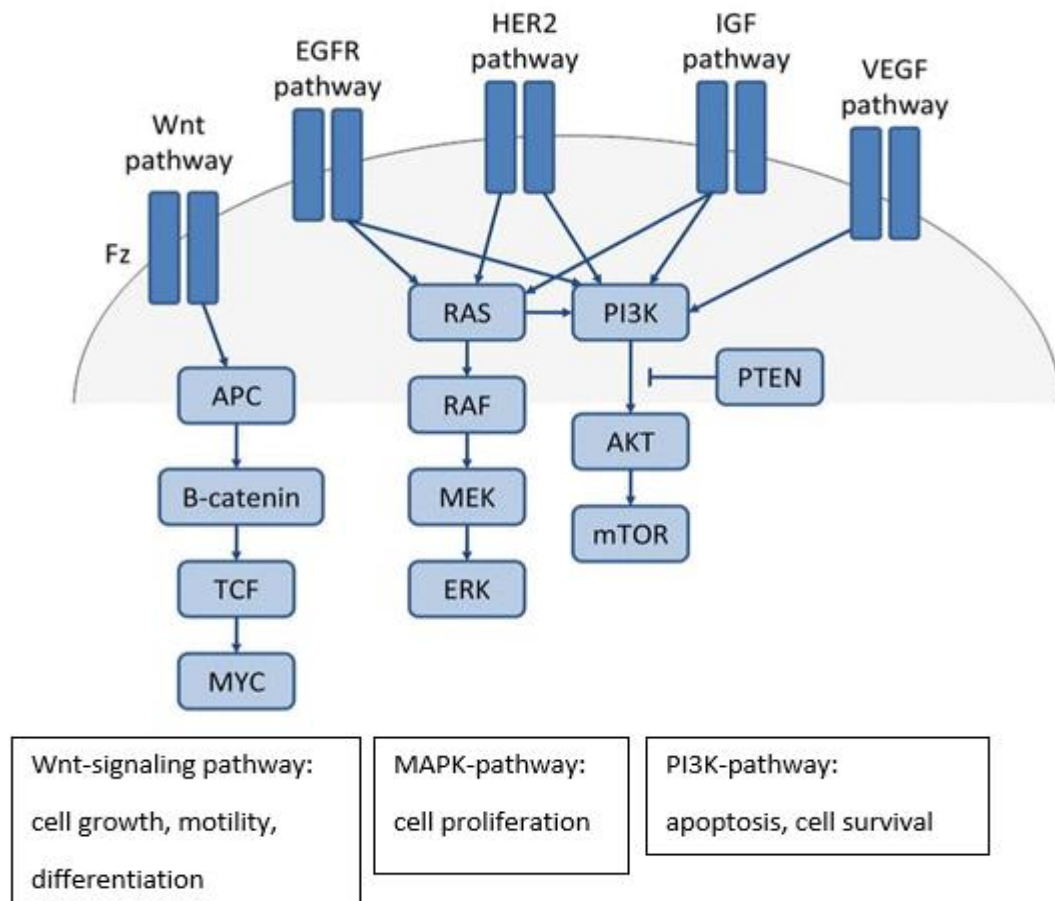 HER2
pathway
IGF
pathway
EGFR
pathway
VEGF
pathway
Wnt
pathway
Fz
RAS
PI3K
APC
RAF
PTEN
AKT
B-catenin
MEK
mTOR
TCF
ERK
MYC
Wnt-signaling pathway:
cell growth, motility,
differentiation
MAPK-pathway:
cell proliferation
PI3K-pathway:
apoptosis, cell survival